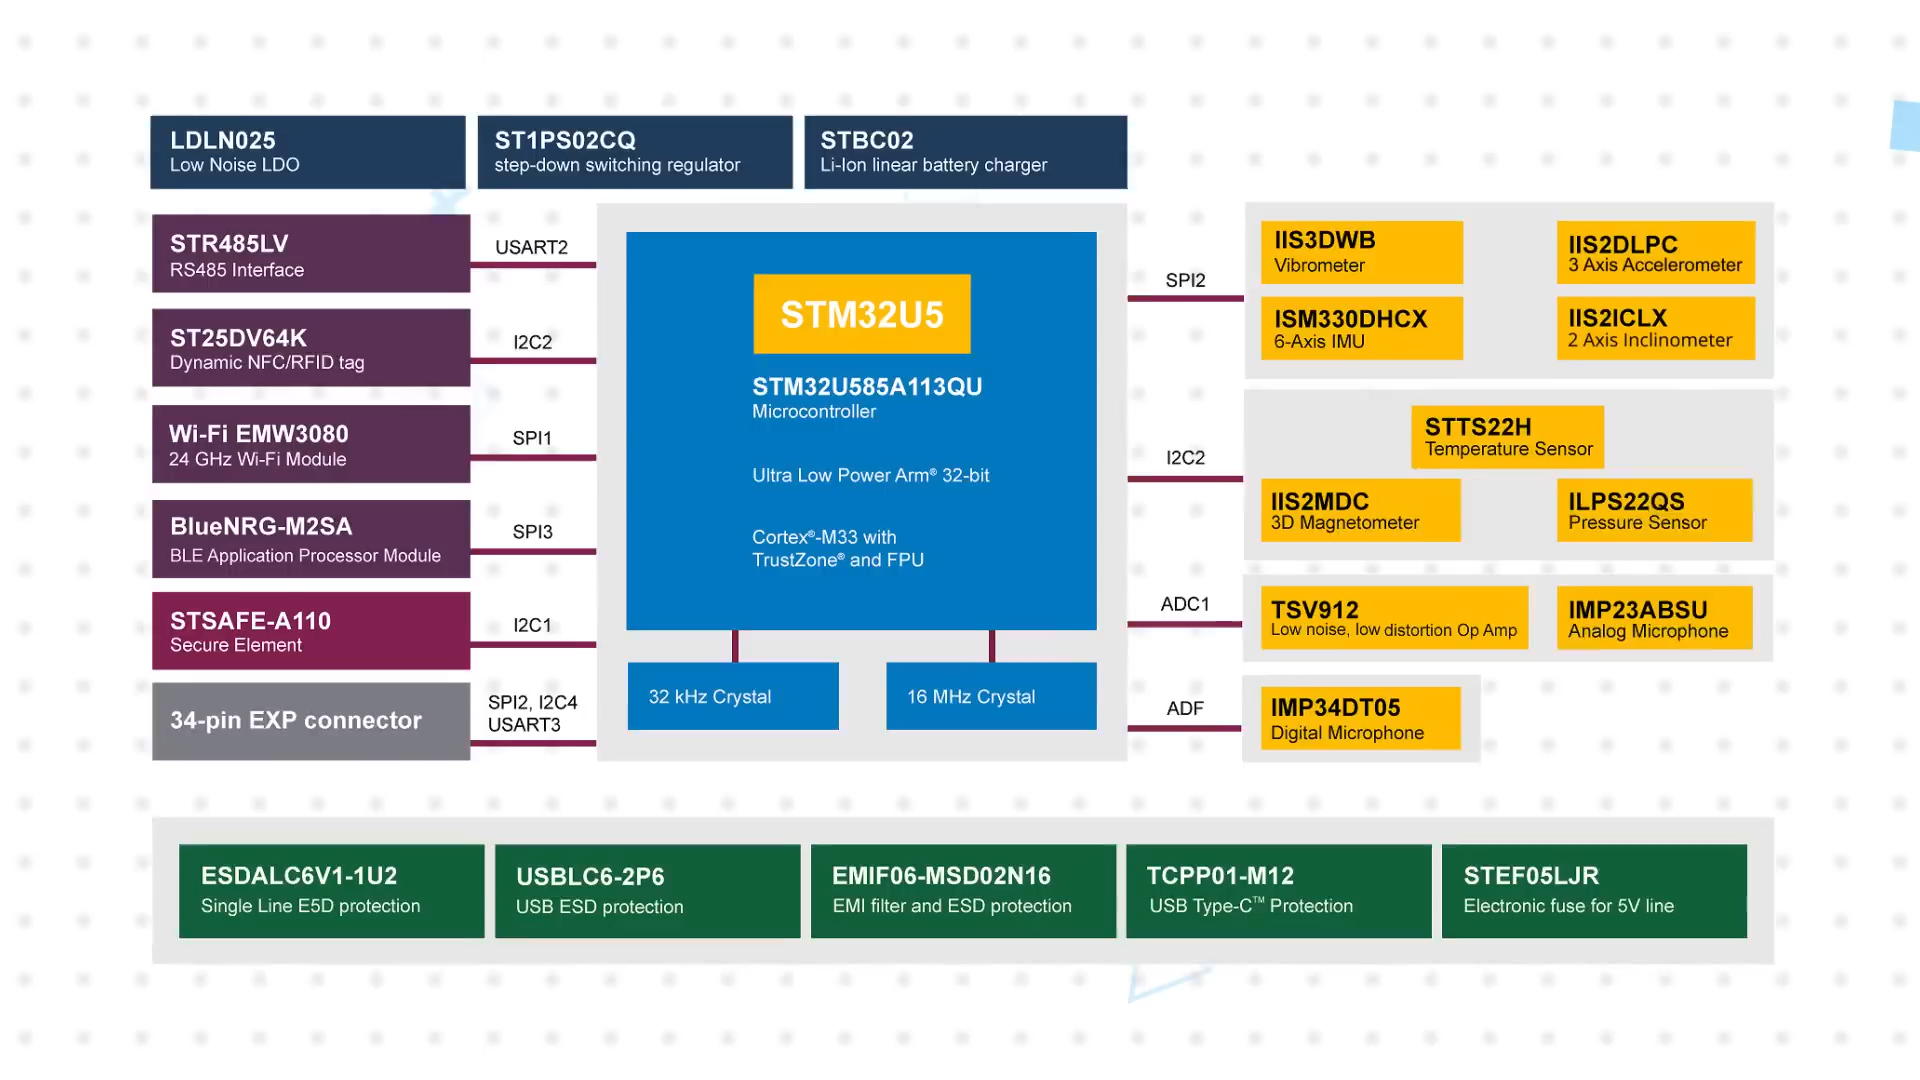 LDLN025
Low Noise LDO
ST1PS02CQ
step-down switching regulator
STBC02
Li-Ion linear battery charger
STR485LV
RS485 Interface
USART2
ST25DV64K
Dynamic NFC/RFID tag
I2C2
Wi-Fi EMW3080
24 GHz Wi-Fi Module
SPI1
BlueNRG-M2SA
BLE Application Processor Module
SPI3
STSAFE-A110
Secure Element
I2C1
34-pin EXP connector
SPI2, I2C4
USART3
STM32U5
STM32U585A113QU
Microcontroller
Ultra Low Power Arm® 32-bit
Cortex®-M33 with
TrustZone® and FPU
32 kHz Crystal
16 MHz Crystal
SPI2
IIS3DWB
Vibrometer
IIS2DLPC
3 Axis Accelerometer
ISM330DHCX
6-Axis IMU
IIS2ICLX
2 Axis Inclinometer
I2C2
STTS22H
Temperature Sensor
IIS2MDC
3D Magnetometer
ILPS22QS
Pressure Sensor
ADC1
TSV912
Low noise, low distortion Op Amp
IMP23ABSU
Analog Microphone
ADF
IMP34DT05
Digital Microphone
ESDALC6V1-1U2
Single Line E5D protection
USBLC6-2P6
USB ESD protection
EMIF06-MSD02N16
EMI filter and ESD protection
TCPP01-M12
USB Type-C™ Protection
STEF05LJR
Electronic fuse for 5V line